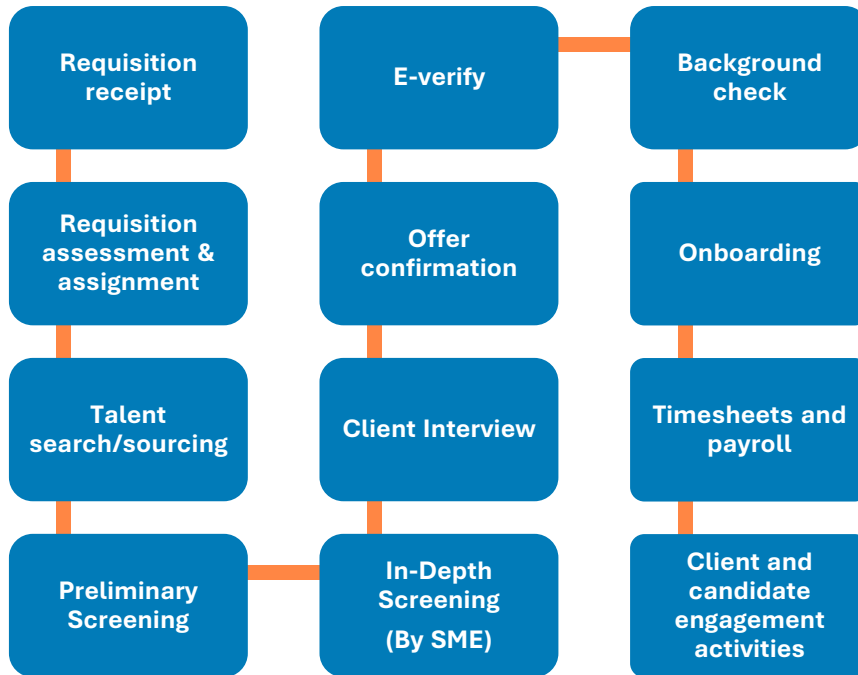 Requisition
receipt
Requisition
assessment &
assignment
Talent
search/sourcing
Preliminary
Screening
In-Depth
Screening
(By SME)
Client Interview
Offer
confirmation
E-verify
Background
check
Onboarding
Timesheets and
payroll
Client and
candidate
engagement
activities